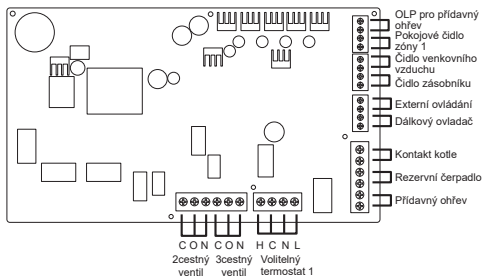 OLP pro přídavný
ohřev
Pokojové čidlo
zóny 1
Čidlo venkovního
vzduchu
Čidlo zásobníku
Externí ovládání
Dálkový ovladač
Kontakt kotle
Rezervní čerpadlo
Přídavný ohřev
C O N C O N H C N L
2cestný 3cestný Volitelný
ventil ventil termostat 1